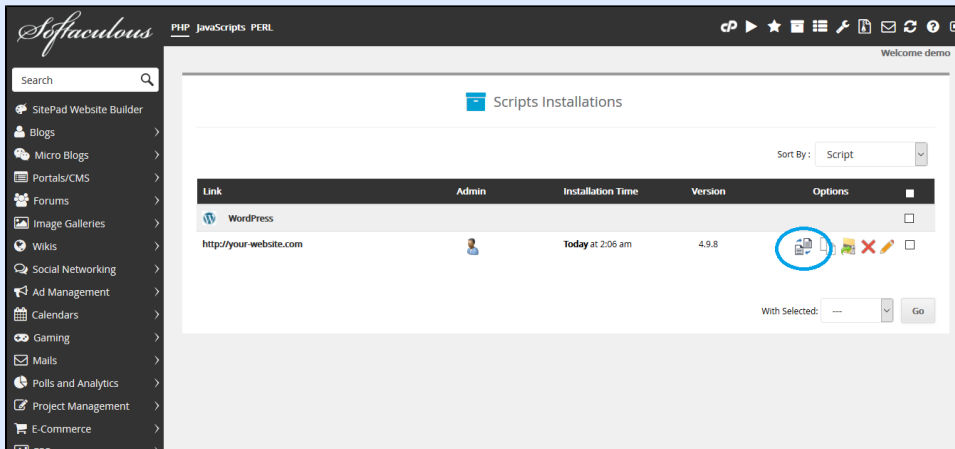 Softaculous
PHP JavaScripts PERL
cP
Welcome demo
Search
SitePad Website Builder
Blogs
Micro Blogs
Portals/CMS
Forums
Image Galleries
Wikis
Social Networking
Ad Management
Calendars
Gaming
Mails
Polls and Analytics
Project Management
E-Commerce
Scripts Installations
Sort By : Script
Link Admin Installation Time Version Options
WordPress
http://your-website.com Today at 2:06 am 4.9.8
With Selected: --- Go